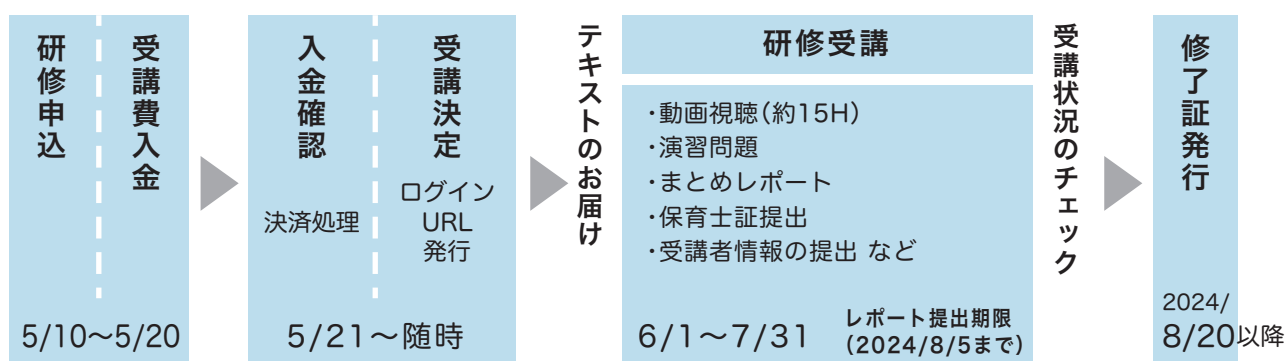 研修申込
受講費入金
5/10～5/20
入金確認
決済処理
受講決定
ログイン
URL
発行
5/21～随時
テキストのお届け
研修受講
・動画視聴（約15H）
・演習問題
・まとめレポート
・保育士証提出
・受講者情報の提出 など
6/1～7/31
レポート提出期限
（2024/8/5まで）
受講状況のチェック
修了証発行
2024/
8/20以降